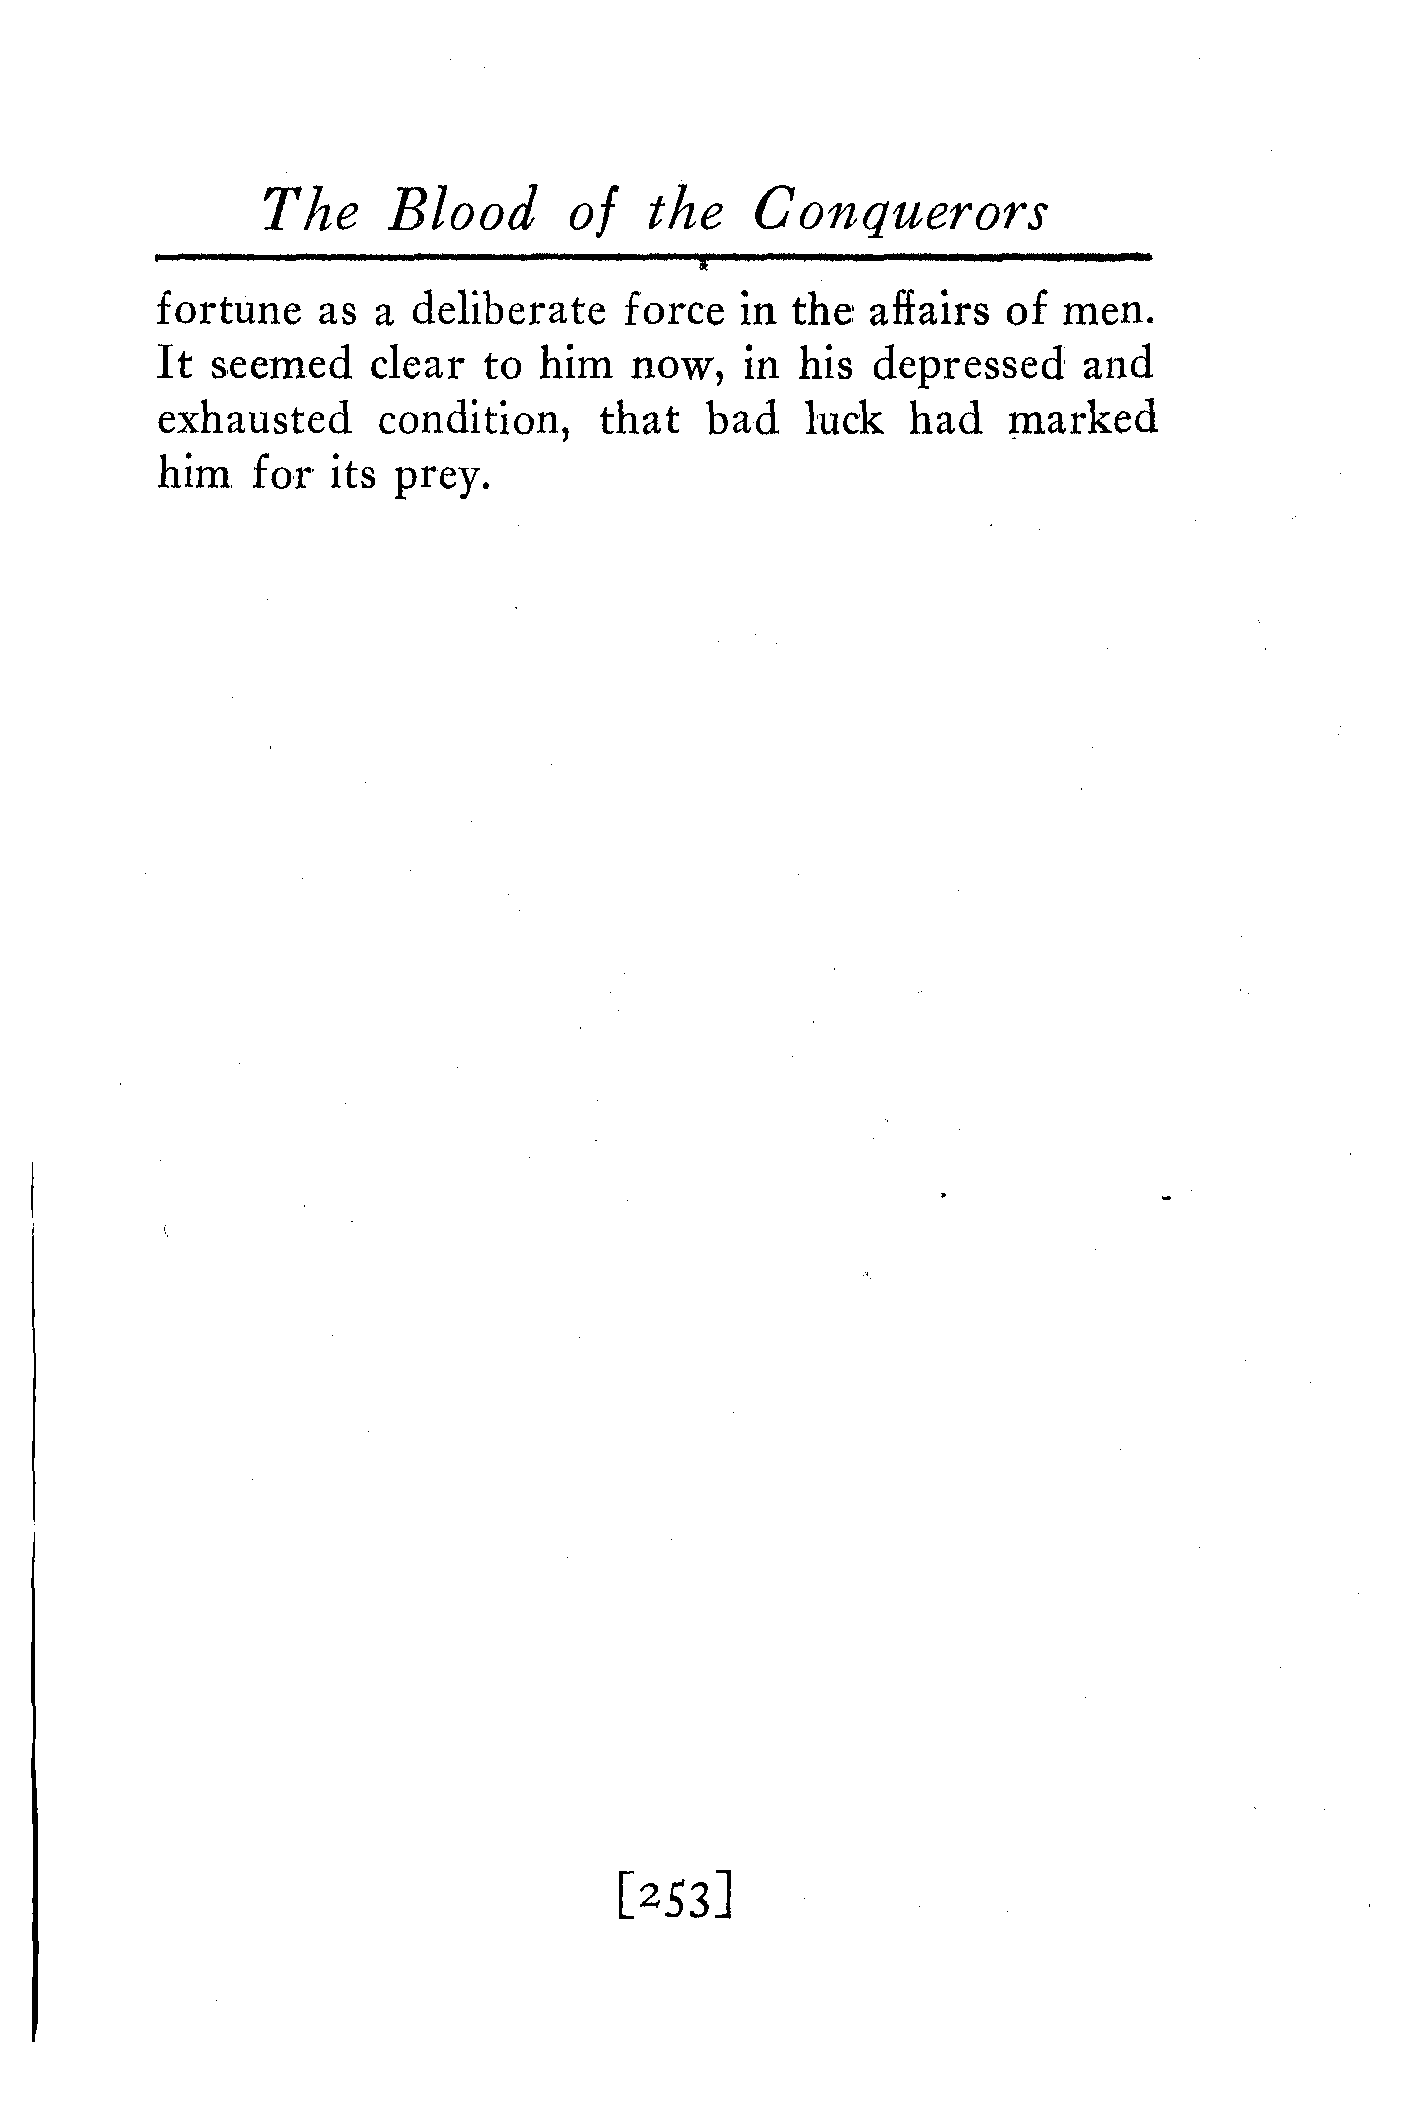 The Blood of the Conquerors
fortune as a deliberate force in the affairs of men.
It seemed clear to him now, in his depressed and
exhausted condition, that bad luck had marked
him for its prey.
[253]